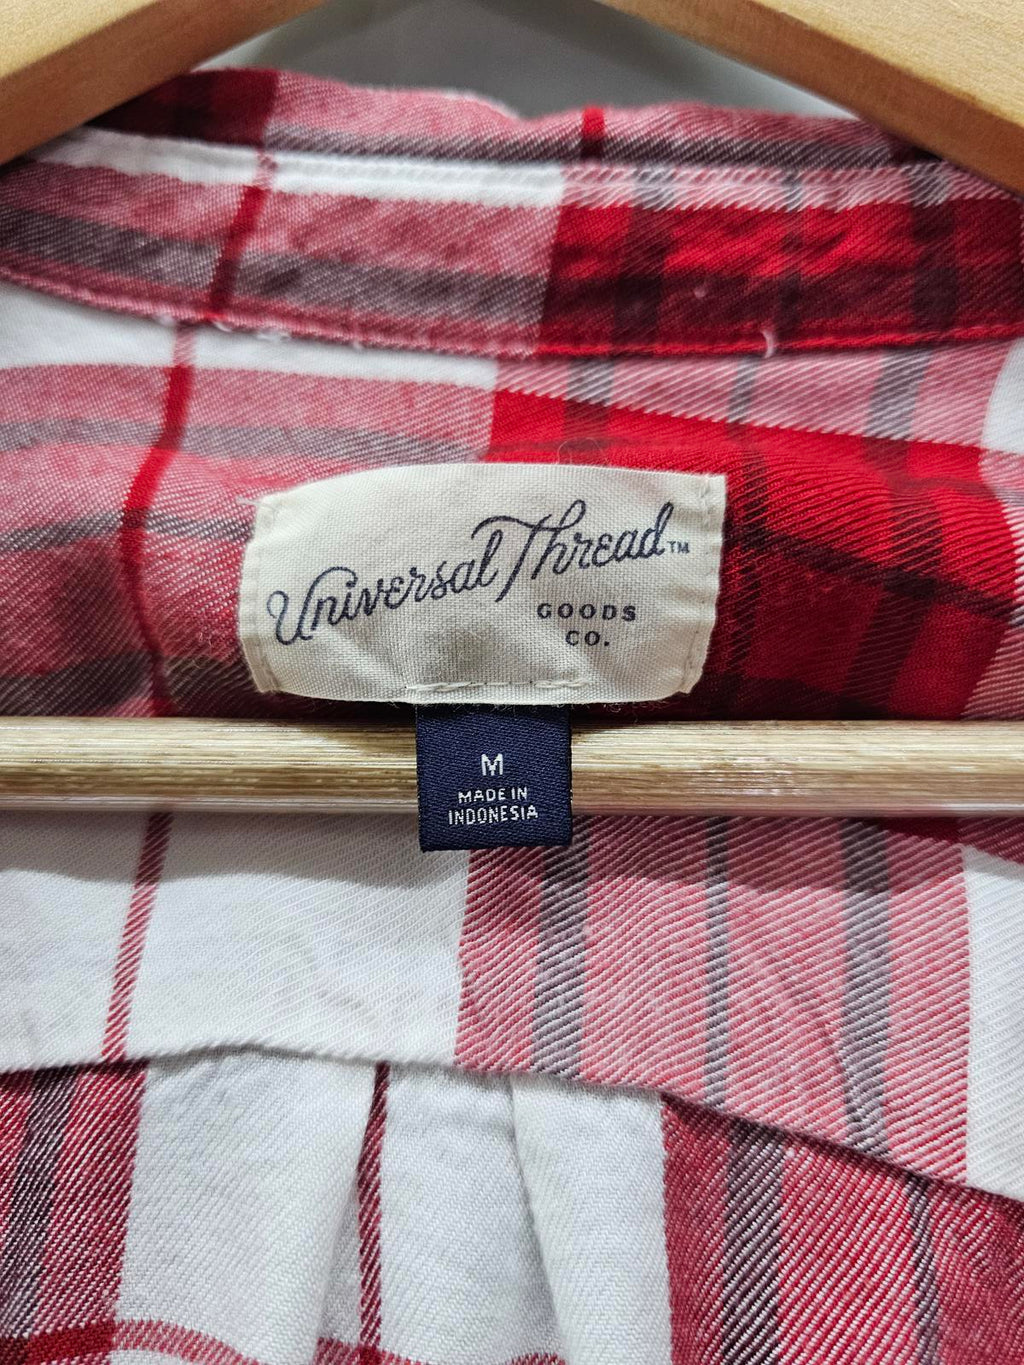 Universal Thread™
GOODS
CO.
M
MADE IN
INDONESIA